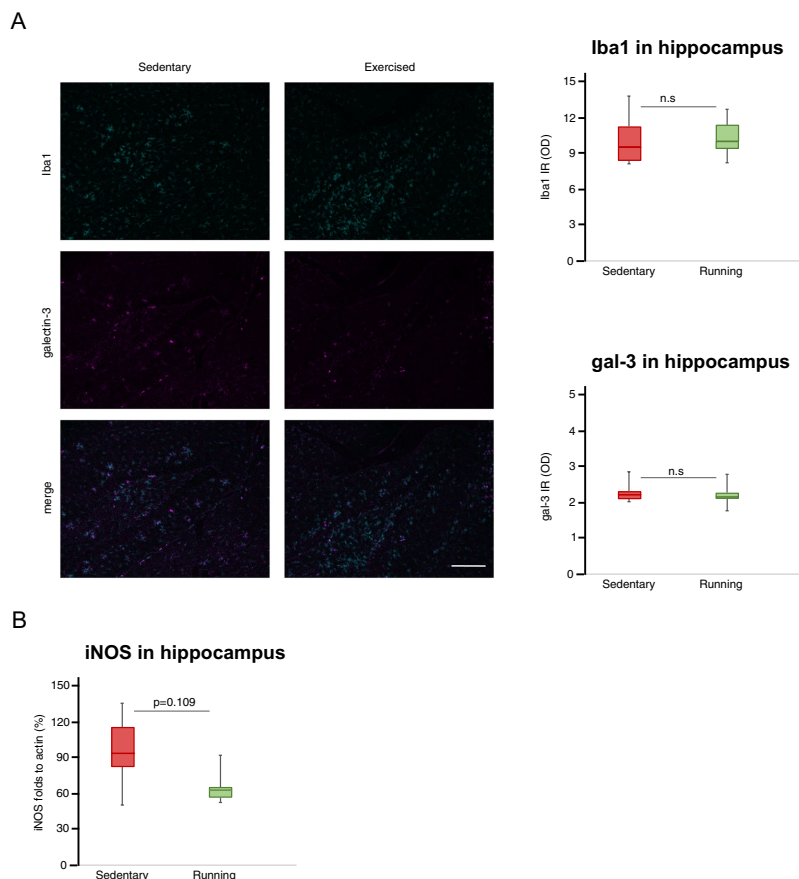 A
Sedentary
Exercised
Iba1
galectin-3
merge
Iba1 in hippocampus
15
12
9
6
3
0
Iba1 IR (OD)
n.s
Sedentary
Running
gal-3 in hippocampus
5
4
3
2
1
0
gal-3 IR (OD)
n.s
Sedentary
Running
B
iNOS in hippocampus
150
120
90
60
30
0
iNOS folds to actin (%)
p=0.109
Sedentary
Running